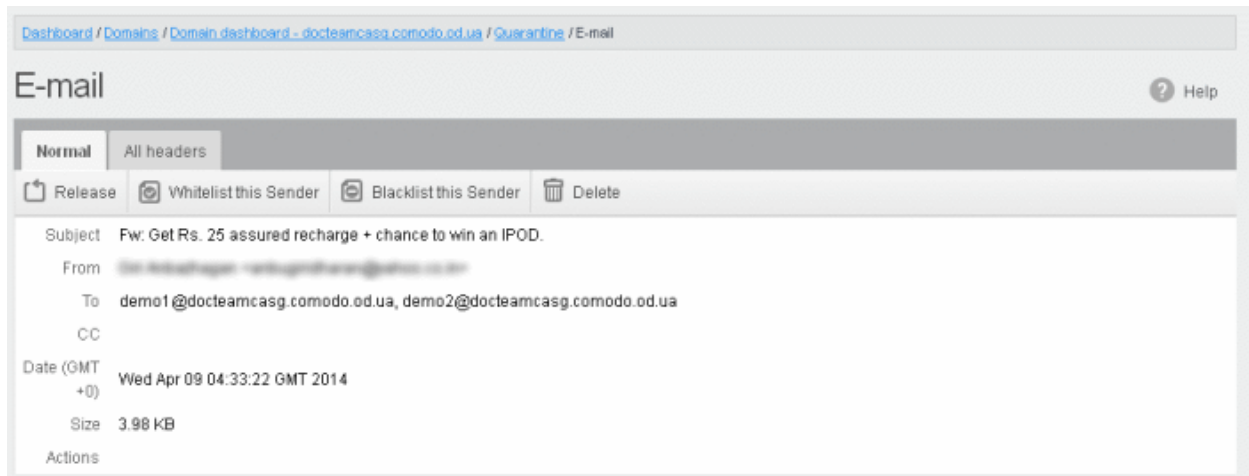 Dashboard / Domains / Domain dashboard - docteamcasg.comodo.od.ua / Quarantine / E-mail
E-mail
Help
Normal All headers
Release Whitelist this Sender Blacklist this Sender Delete
Subject Fw: Get Rs. 25 assured recharge + chance to win an IPOD.
From
To demo1@docteamcasg.comodo.od.ua, demo2@docteamcasg.comodo.od.ua
CC
Date (GMT
+0) Wed Apr 09 04:33:22 GMT 2014
Size 3.98 KB
Actions